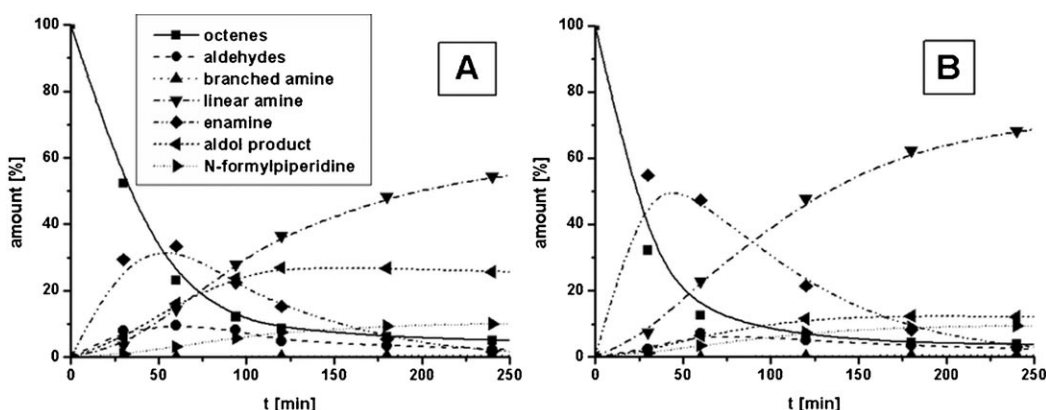 100
80
60
40
20
0
amount [%]
octenes
aldehydes
branched amine
linear amine
enamine
aldol product
N-formylpiperidine
A
0 50 100 150 200 250
t [min]
100
80
60
40
20
0
amount [%]
B
0 50 100 150 200 250
t [min]